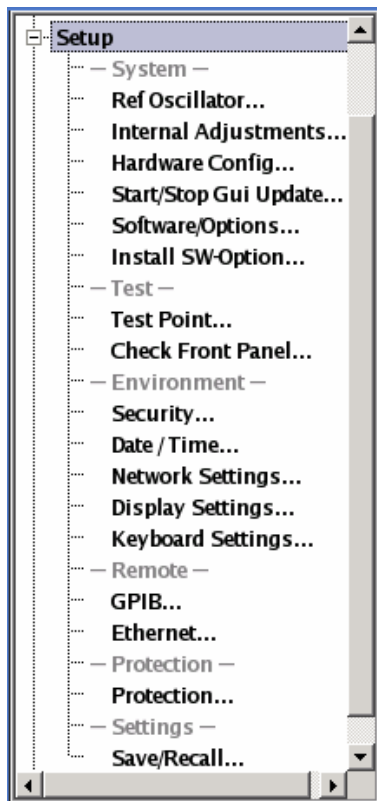 Setup
— System —
Ref Oscillator...
Internal Adjustments...
Hardware Config...
Start/Stop Gui Update...
Software/Options...
Install SW-Option...
— Test —
Test Point...
Check Front Panel...
— Environment —
Security...
Date / Time...
Network Settings...
Display Settings...
Keyboard Settings...
— Remote —
GPIB...
Ethernet...
— Protection —
Protection...
— Settings —
Save/Recall...